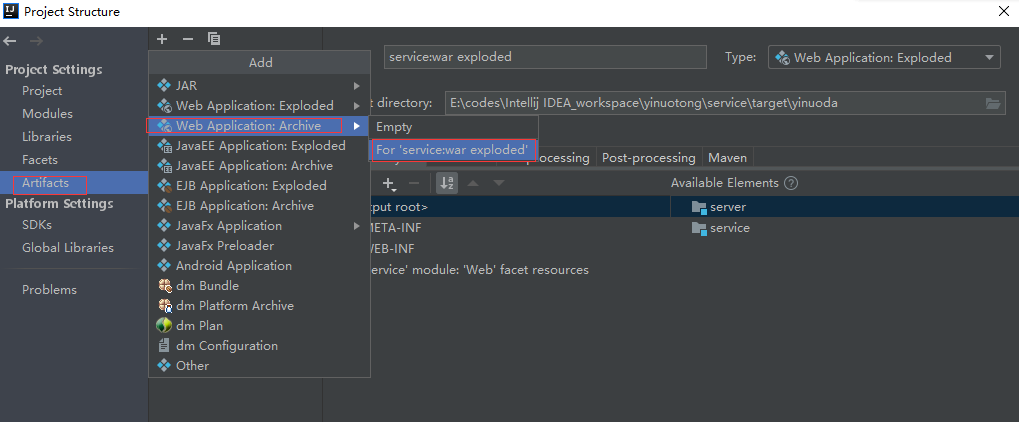 IJ Project Structure
Project Settings
Project
Modules
Libraries
Facets
Artifacts
Platform Settings
SDKs
Global Libraries
Problems
Add
JAR
Web Application: Exploded
Web Application: Archive
JavaEE Application: Exploded
JavaEE Application: Archive
EJB Application: Exploded
EJB Application: Archive
JavaFx Application
JavaFx Preloader
Android Application
dm Bundle
dm Platform Archive
dm Plan
dm Configuration
Other
Empty
For 'service:war exploded'
service:war exploded
Type: Web Application: Exploded
t directory: E:\codes\Intellij IDEA_workspace\yinuotong\service\target\yinuoda
-processing Post-processing Maven
Available Elements ?
tput root>
META-INF
WEB-INF
ervice' module: 'Web' facet resources
server
service